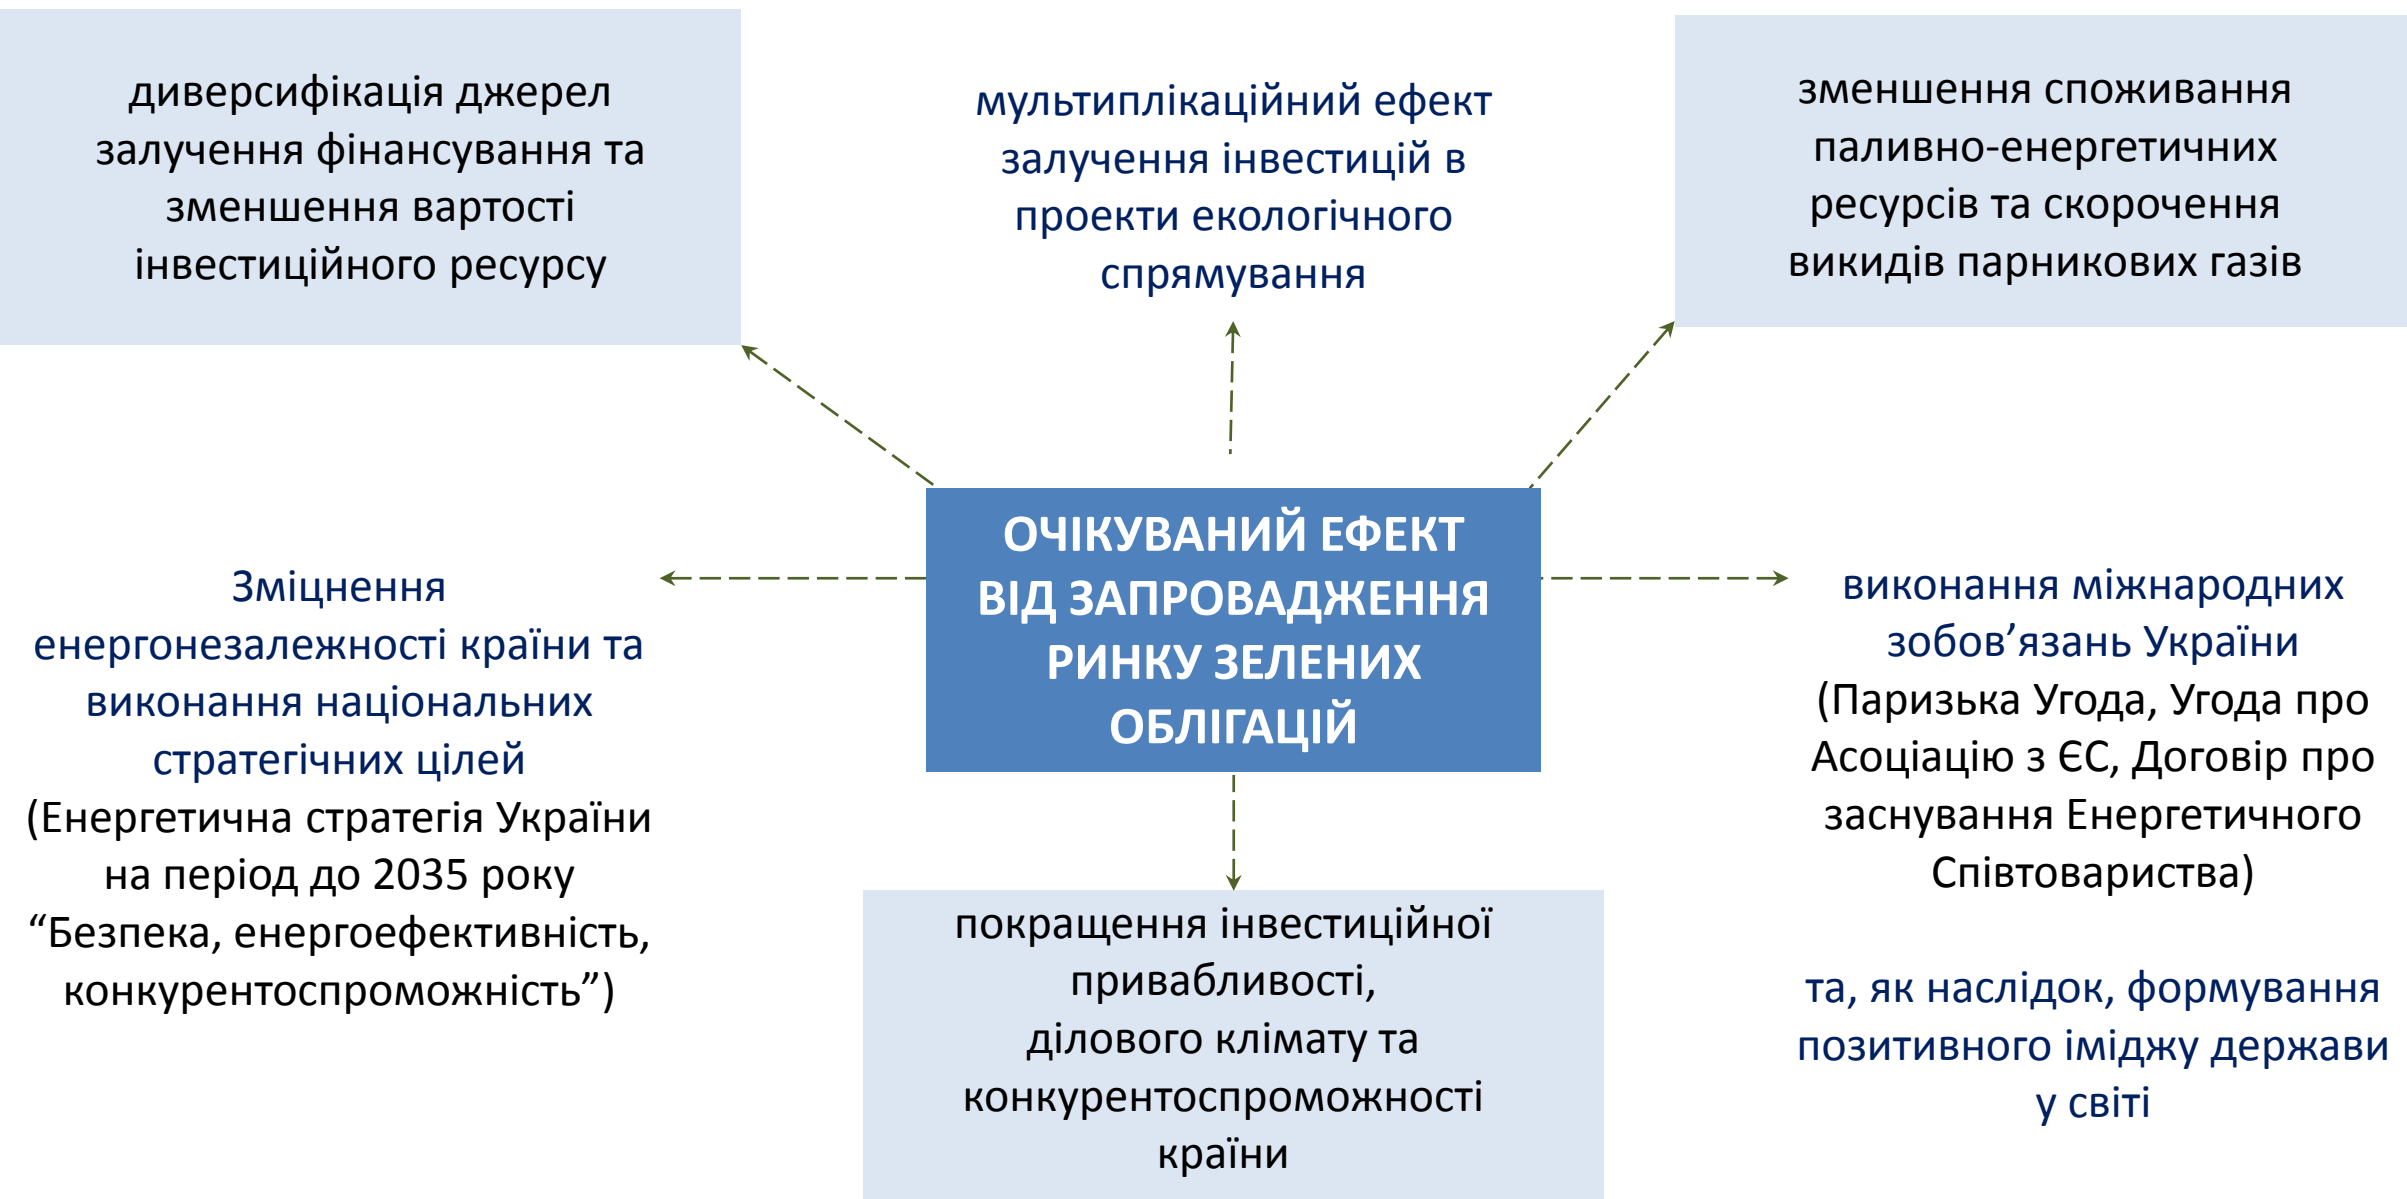 диверсифікація джерел
залучення фінансування та
зменшення вартості
інвестиційного ресурсу
мультиплікаційний ефект
залучення інвестицій в
проекти екологічного
спрямування
зменшення споживання
паливно-енергетичних
ресурсів та скорочення
викидів парникових газів
ОЧІКУВАНИЙ ЕФЕКТ
ВІД ЗАПРОВАДЖЕННЯ
РИНКУ ЗЕЛЕНИХ
ОБЛІГАЦІЙ
Зміцнення
енергонезалежності країни та
виконання національних
стратегічних цілей
(Енергетична стратегія України
на період до 2035 року
“Безпека, енергоефективність,
конкурентоспроможність”)
виконання міжнародних
зобов’язань України
(Паризька Угода, Угода про
Асоціацію з ЄС, Договір про
заснування Енергетичного
Співтовариства)
та, як наслідок, формування
позитивного іміджу держави
у світі
покращення інвестиційної
привабливості,
ділового клімату та
конкурентоспроможності
країни